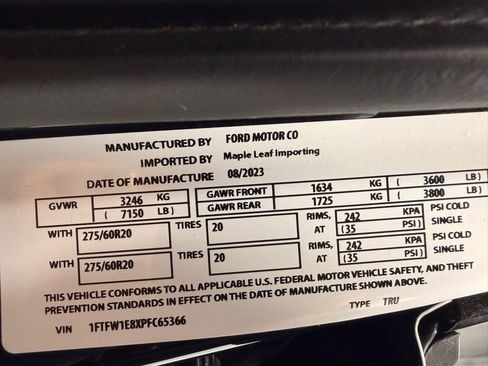 MANUFACTURED BY FORD MOTOR CO
IMPORTED BY Maple Leaf Importing
DATE OF MANUFACTURE 08/2023
GVWR 3246 KG GAWR FRONT 1634 KG ( 3600 LB)
( 7150 LB) GAWR REAR 1725 KG ( 3800 LB)
WITH 275/60R20 TIRES 20 RIMS, AT 242 KPA (35 PSI) PSI COLD SINGLE
WITH 275/60R20 TIRES 20 RIMS, AT 242 KPA (35 PSI) PSI COLD SINGLE
THIS VEHICLE CONFORMS TO ALL APPLICABLE U.S. FEDERAL MOTOR VEHICLE SAFETY, AND THEFT
PREVENTION STANDARDS IN EFFECT ON THE DATE OF MANUFACTURE SHOWN ABOVE.
VIN 1FTFW1E8XPFC65366 TYPE TRU